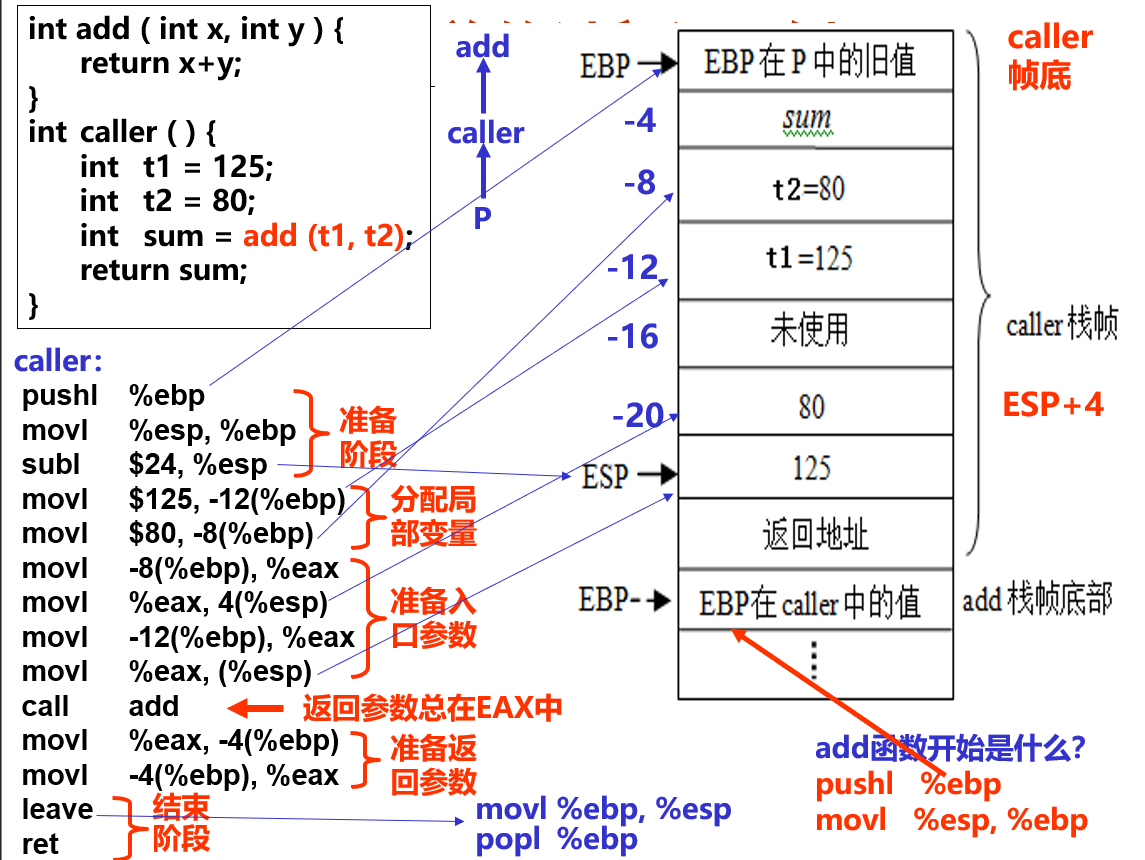 int add ( int x, int y ) {
return x+y;
}
int caller ( ) {
int t1 = 125;
int t2 = 80;
int sum = add (t1, t2);
return sum;
}
add
caller
P
caller：
pushl %ebp
movl %esp, %ebp
subl $24, %esp
准备
阶段
movl $125, -12(%ebp)
movl $80, -8(%ebp)
分配局
部变量
movl -8(%ebp), %eax
movl %eax, 4(%esp)
movl -12(%ebp), %eax
movl %eax, (%esp)
准备入
口参数
call add
返回参数总在EAX中
movl %eax, -4(%ebp)
movl -4(%ebp), %eax
准备返
回参数
leave
ret
结束
阶段
movl %ebp, %esp
popl %ebp
EBP
EBP在P中的旧值
-4
sum
-8
t2=80
-12
t1=125
-16
未使用
-20
80
ESP
125
返回地址
EBP-
EBP在caller中的值
caller
帧底
caller 栈帧
ESP+4
add 栈帧底部
add函数开始是什么？
pushl %ebp
movl %esp, %ebp